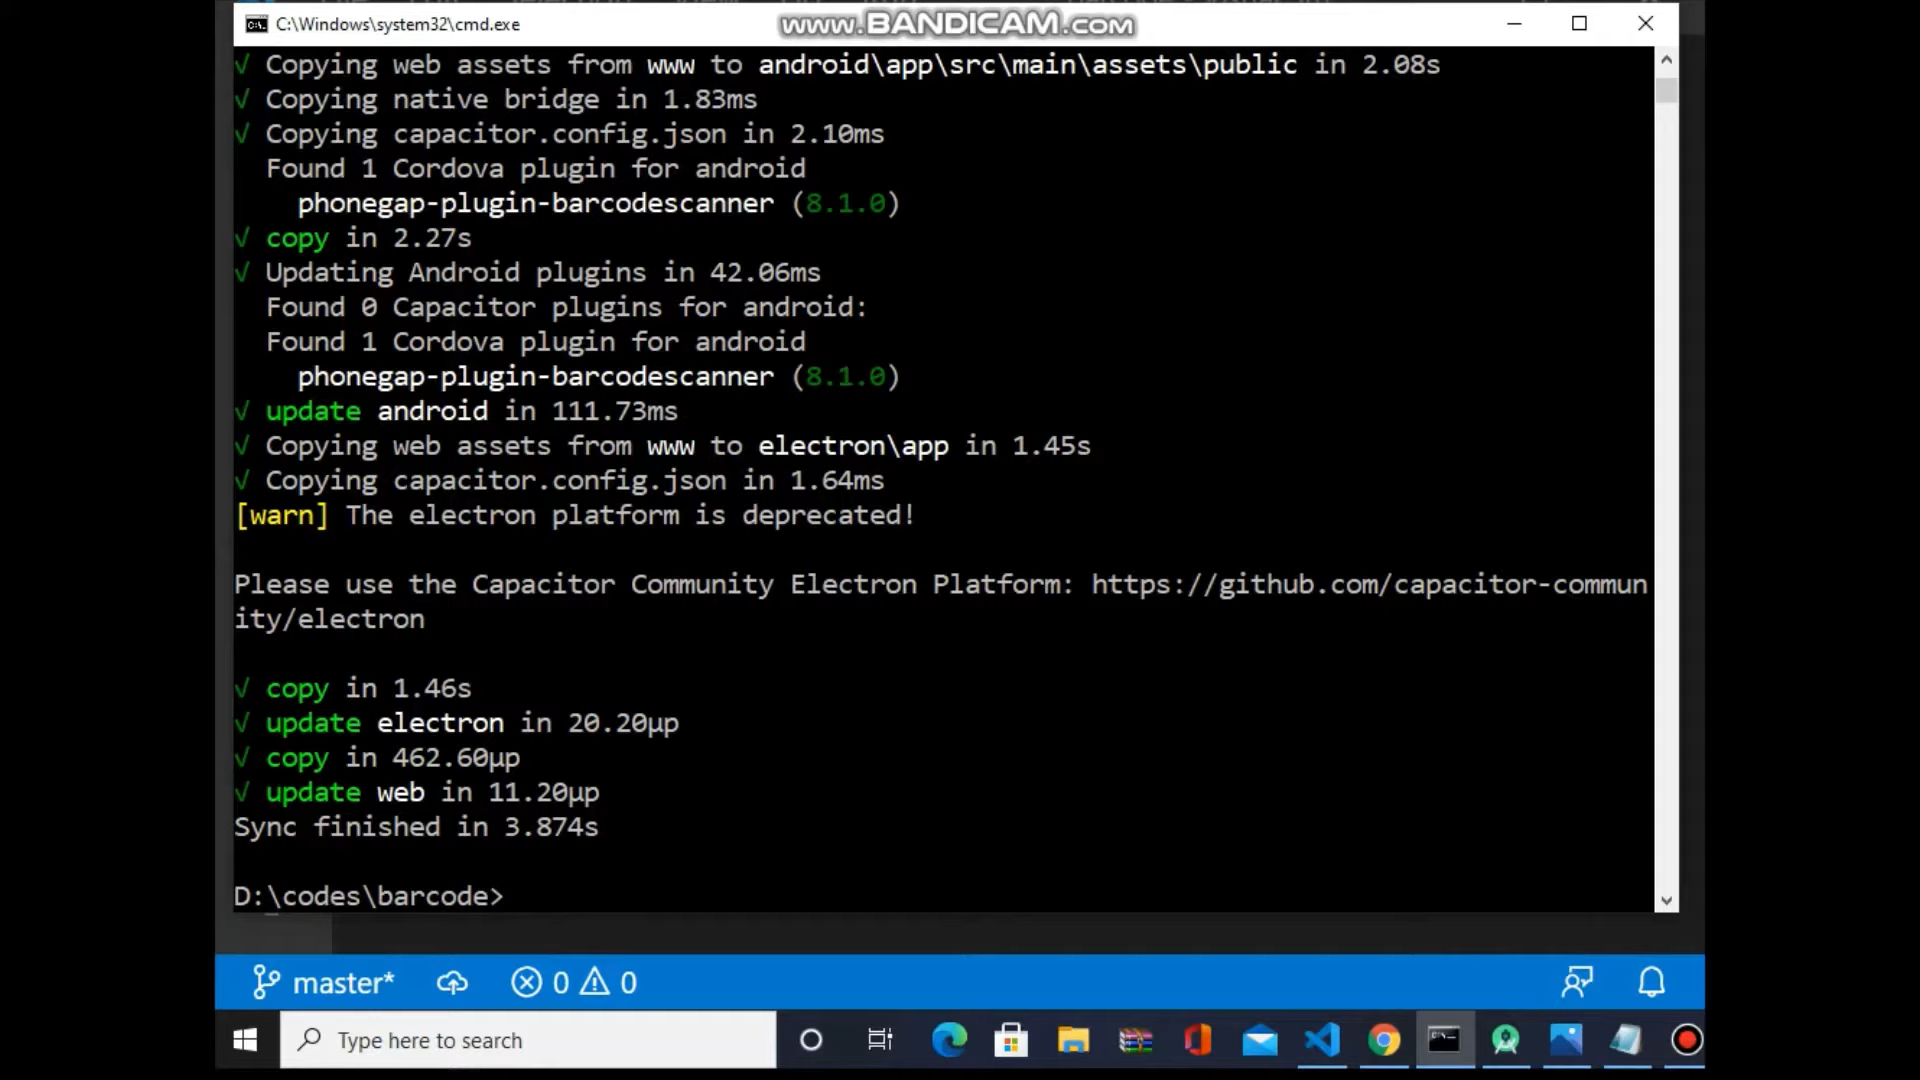 C:\Windows\system32\cmd.exe
www.BANDICAM.com
√ Copying web assets from www to android\app\src\main\assets\public in 2.08s
√ Copying native bridge in 1.83ms
√ Copying capacitor.config.json in 2.10ms
Found 1 Cordova plugin for android
phonegap-plugin-barcodescanner (8.1.0)
√ copy in 2.27s
√ Updating Android plugins in 42.06ms
Found 0 Capacitor plugins for android:
Found 1 Cordova plugin for android
phonegap-plugin-barcodescanner (8.1.0)
√ update android in 111.73ms
√ Copying web assets from www to electron\app in 1.45s
√ Copying capacitor.config.json in 1.64ms
[warn] The electron platform is deprecated!
Please use the Capacitor Community Electron Platform: https://github.com/capacitor-commun
ity/electron
√ copy in 1.46s
√ update electron in 20.20μp
√ copy in 462.60μp
√ update web in 11.20μp
Sync finished in 3.874s
D:\codes\barcode>
master* 0 0
Type here to search